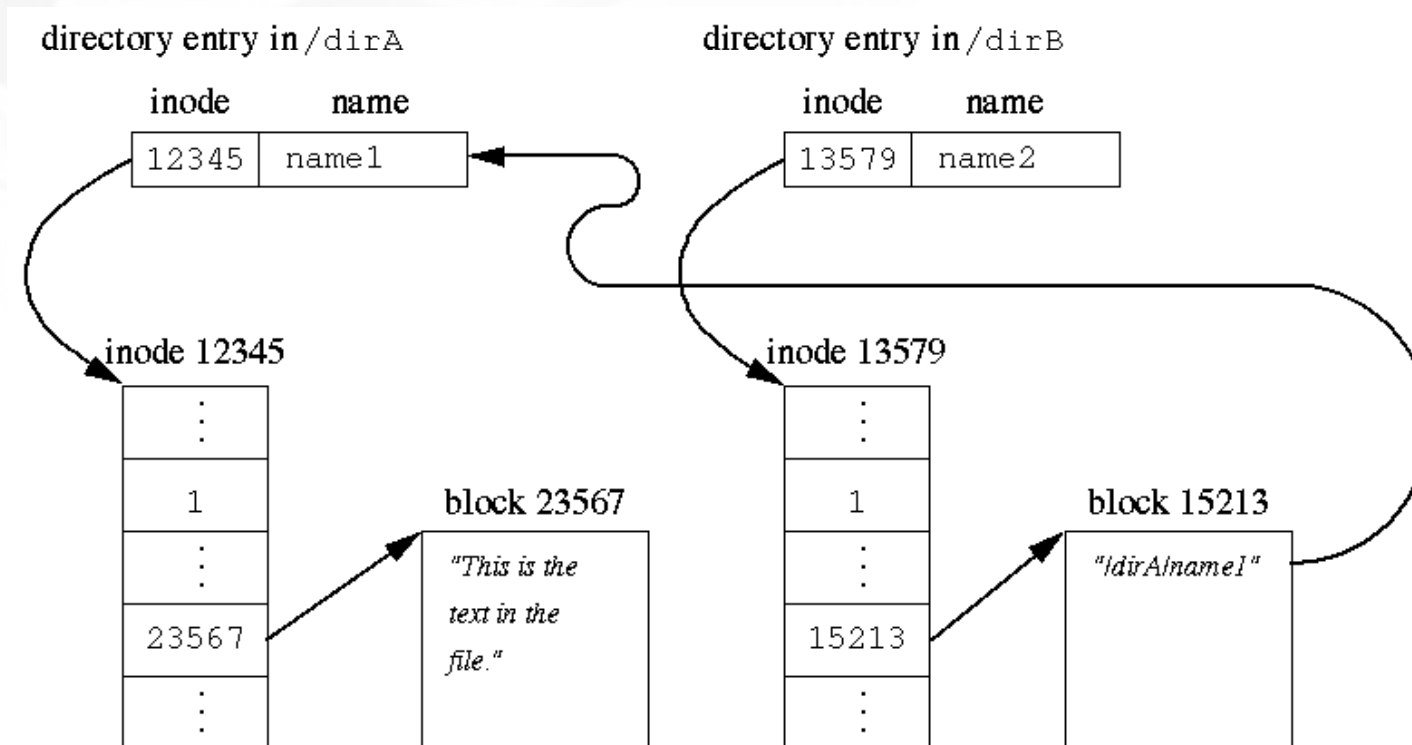 directory entry in /dirA
directory entry in /dirB
inode name
inode name
12345 name1
13579 name2
inode 12345
inode 13579
⋮
⋮
1
1
block 23567
block 15213
⋮
⋮
"This is the
text in the
file."
"/dirA/name1"
23567
15213
⋮
⋮